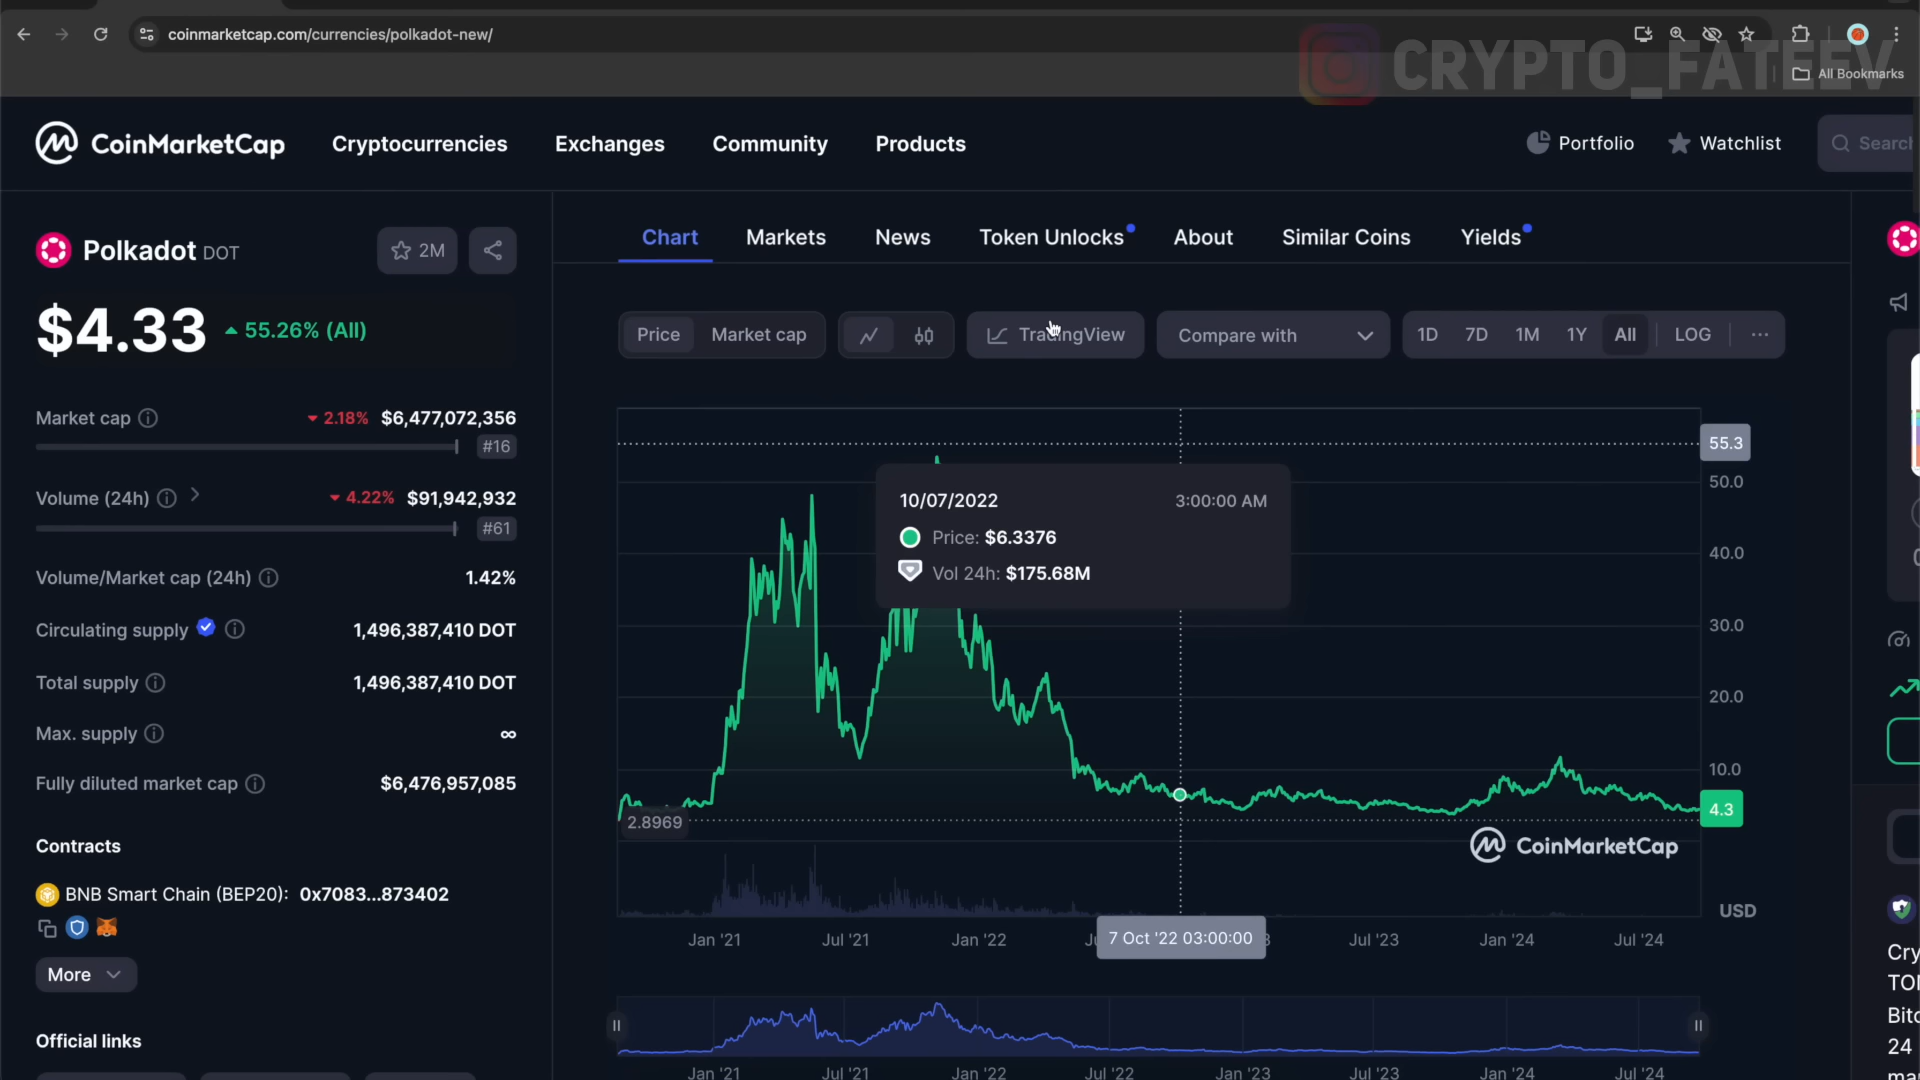 coinmarketcap.com/currencies/polkadot-new/
CRYPTO_FATEEV
All Bookmarks
CoinMarketCap
Cryptocurrencies
Exchanges
Community
Products
Portfolio
Watchlist
Search
Polkadot DOT
2M
$4.33
55.26% (All)
Market cap
2.18% $6,477,072,356
#16
Volume (24h)
4.22% $91,942,932
#61
Volume/Market cap (24h)
1.42%
Circulating supply
1,496,387,410 DOT
Total supply
1,496,387,410 DOT
Max. supply
∞
Fully diluted market cap
$6,476,957,085
Contracts
BNB Smart Chain (BEP20): 0x7083...873402
More
Official links
Chart
Markets
News
Token Unlocks
About
Similar Coins
Yields
Price
Market cap
TradingView
Compare with
1D
7D
1M
1Y
All
LOG
55.3
50.0
40.0
30.0
20.0
10.0
4.3
10/07/2022
3:00:00 AM
Price: $6.3376
Vol 24h: $175.68M
2.8969
CoinMarketCap
USD
Jan '21
Jul '21
Jan '22
7 Oct '22 03:00:00
Jul '23
Jan '24
Jul '24
Jan '21
Jul '21
Jan '22
Jul '22
Jan '23
Jul '23
Jan '24
Jul '24
Cry
TON
Bitc
24